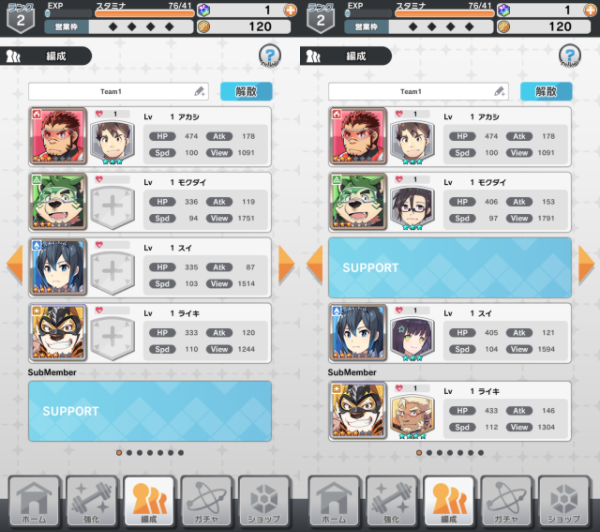 ランク
2
EXP
スタミナ
76/41
1
営業枠
120
編成
?
Team1
解散
1
Lv 1 アカシ
HP 474 Atk 178
Spd 100 View 1091
Lv 1 モクダイ
HP 336 Atk 119
Spd 94 View 1751
Lv 1 スイ
HP 335 Atk 87
Spd 103 View 1514
Lv 1 ライキ
HP 333 Atk 120
Spd 110 View 1244
SubMember
SUPPORT
ホーム
強化
編成
ガチャ
ショップ
ランク
2
EXP
スタミナ
76/41
1
営業枠
120
編成
?
Team1
解散
1
Lv 1 アカシ
HP 474 Atk 178
Spd 100 View 1091
1
Lv 1 モクダイ
HP 406 Atk 153
Spd 97 View 1791
SUPPORT
1
Lv 1 スイ
HP 405 Atk 121
Spd 104 View 1594
SubMember
1
Lv 1 ライキ
HP 433 Atk 146
Spd 112 View 1304
ホーム
強化
編成
ガチャ
ショップ